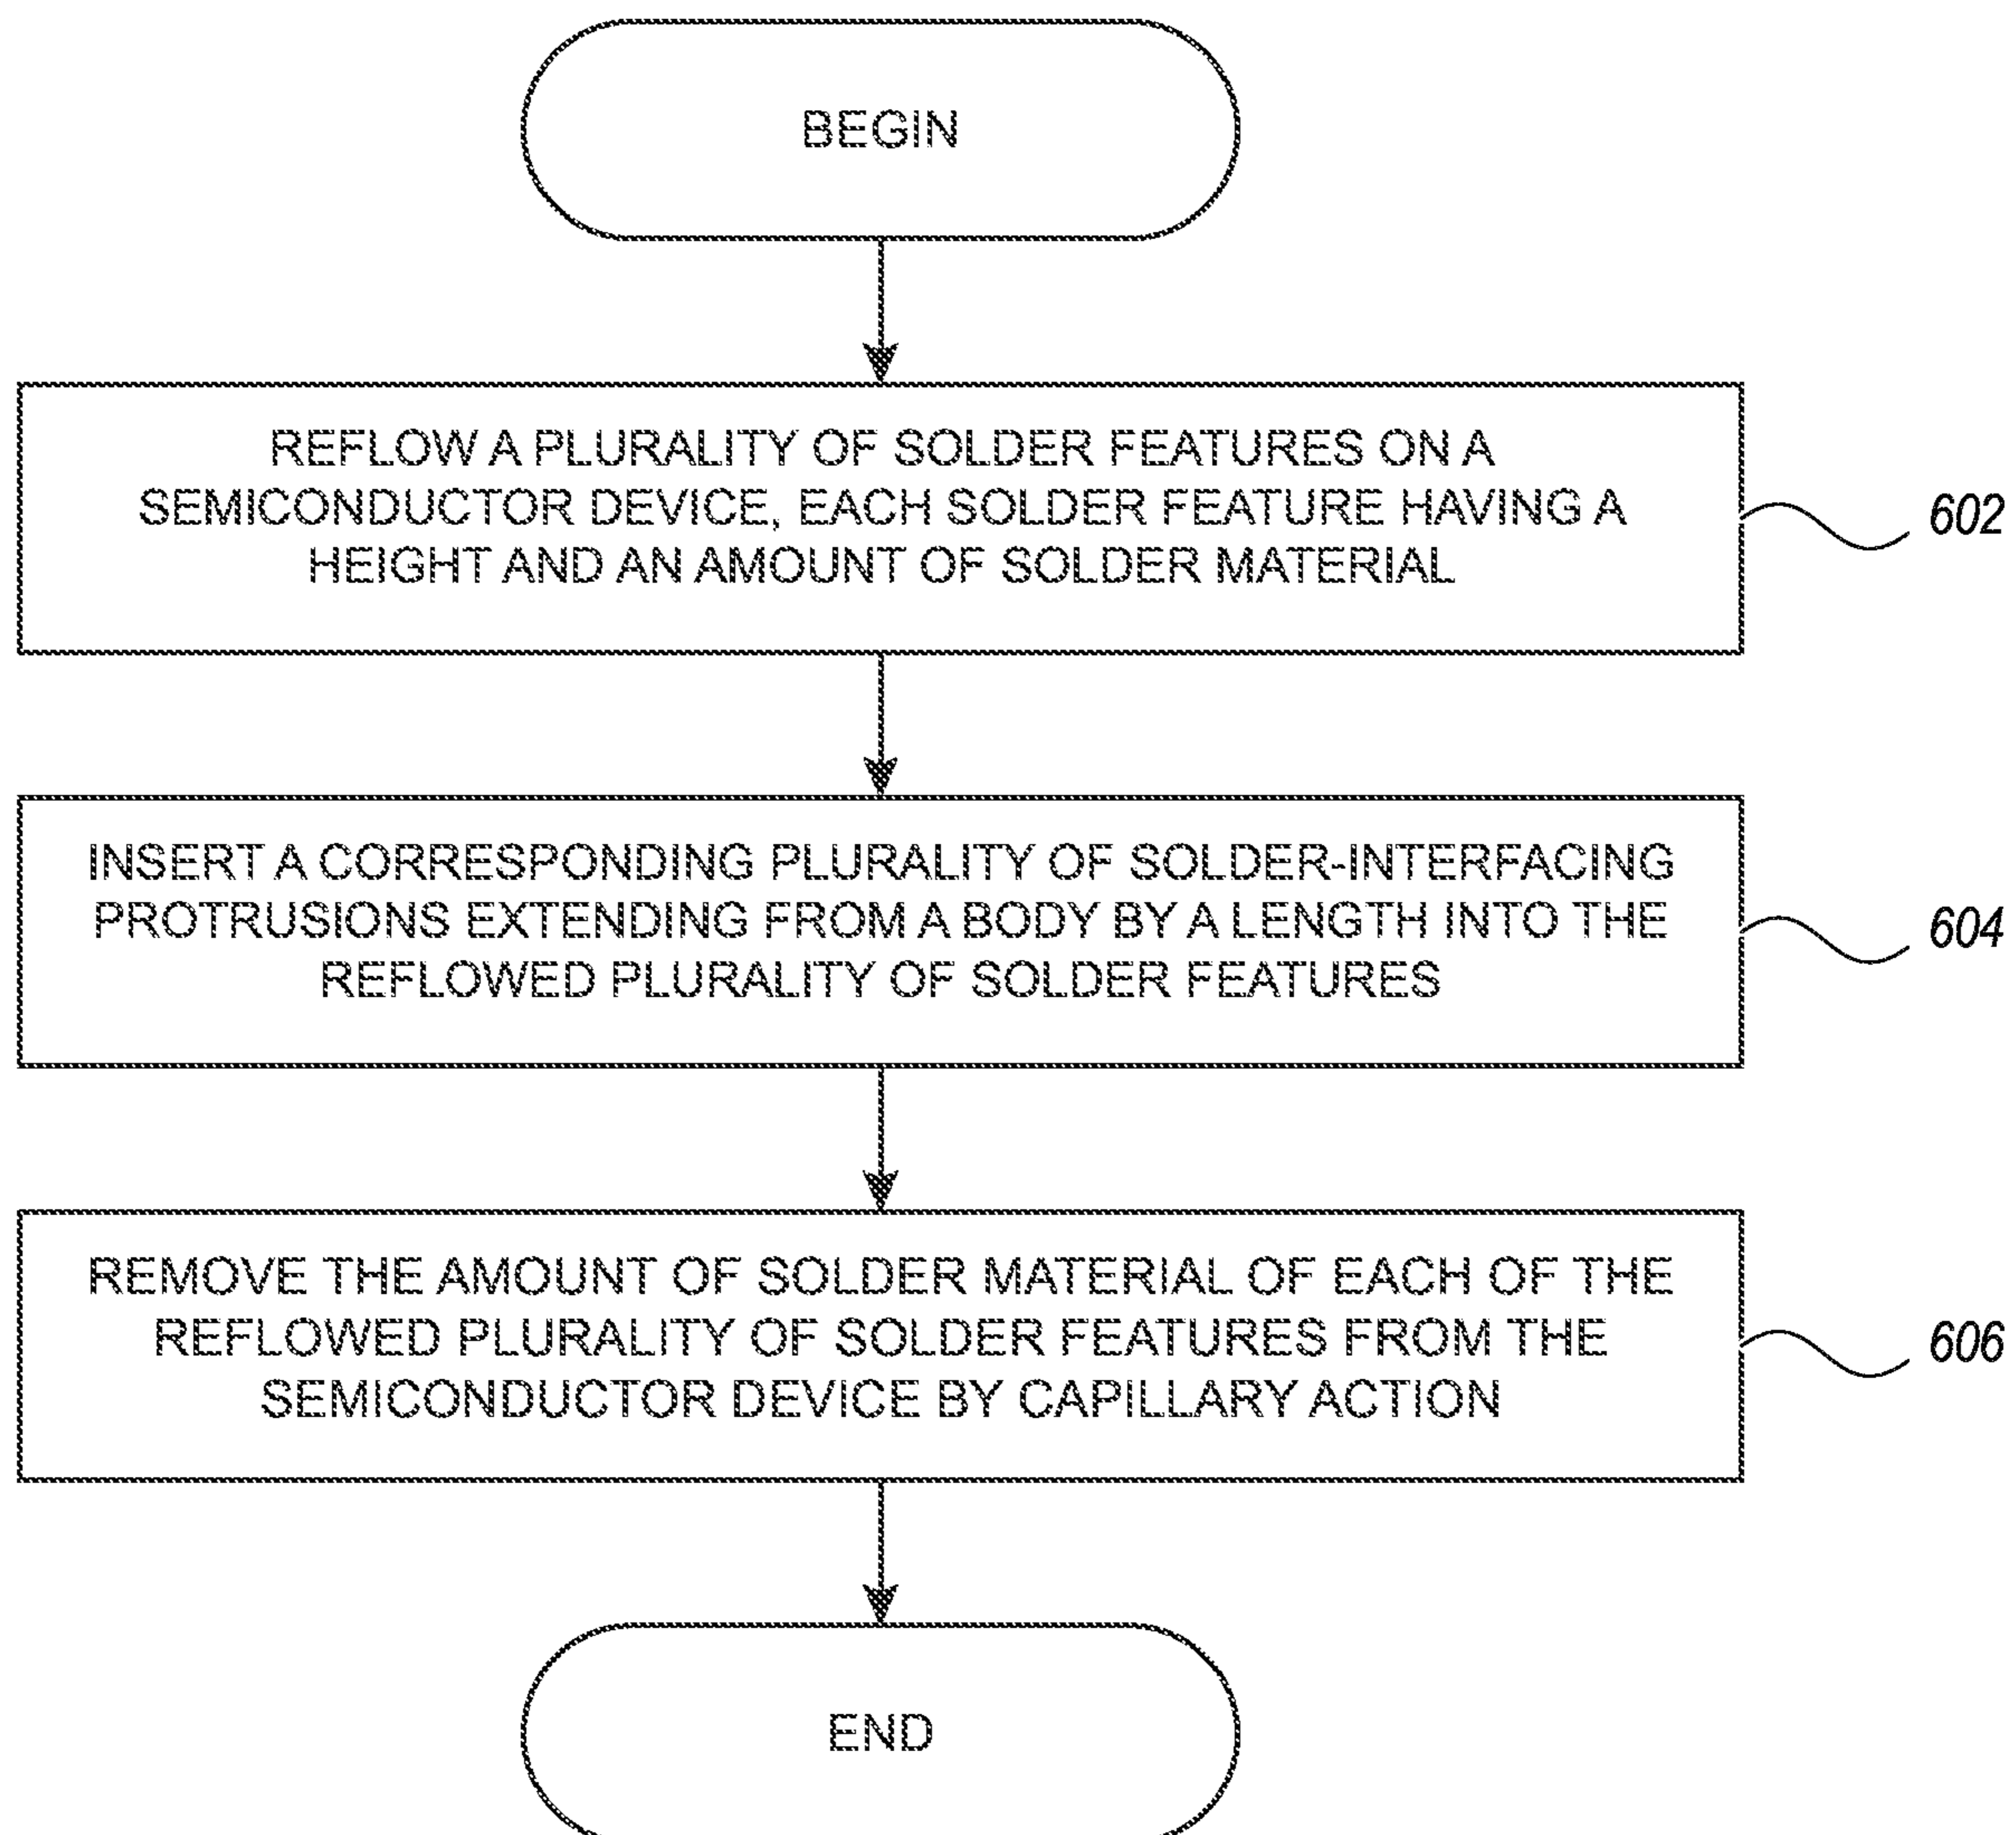 BEGIN
REFLOW A PLURALITY OF SOLDER FEATURES ON A
SEMICONDUCTOR DEVICE, EACH SOLDER FEATURE HAVING A
HEIGHT AND AN AMOUNT OF SOLDER MATERIAL
602
INSERT A CORRESPONDING PLURALITY OF SOLDER-INTERFACING
PROTRUSIONS EXTENDING FROM A BODY BY A LENGTH INTO THE
REFLOWED PLURALITY OF SOLDER FEATURES
604
REMOVE THE AMOUNT OF SOLDER MATERIAL OF EACH OF THE
REFLOWED PLURALITY OF SOLDER FEATURES FROM THE
SEMICONDUCTOR DEVICE BY CAPILLARY ACTION
606
END